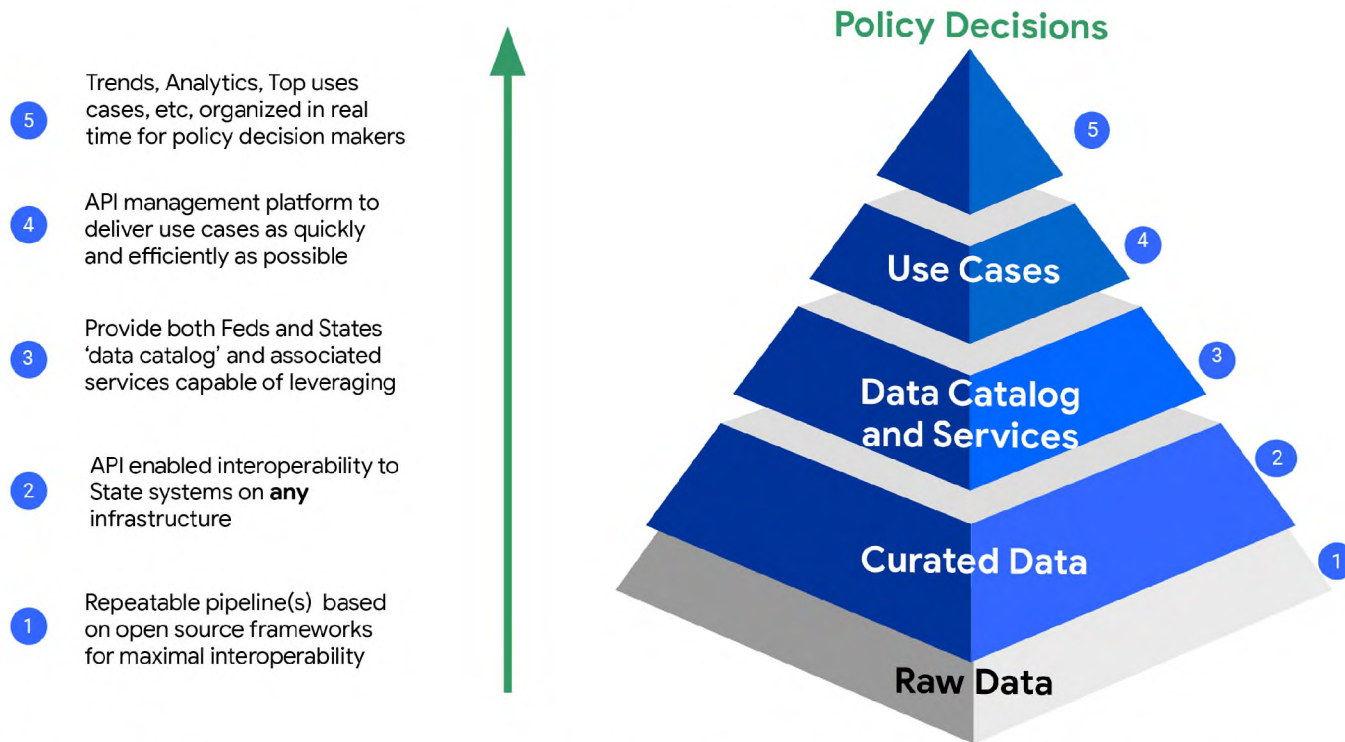 Policy Decisions
5
Trends, Analytics, Top uses
cases, etc, organized in real
time for policy decision makers
4
API management platform to
deliver use cases as quickly
and efficiently as possible
3
Provide both Feds and States
‘data catalog’ and associated
services capable of leveraging
2
API enabled interoperability to
State systems on any
infrastructure
1
Repeatable pipeline(s) based
on open source frameworks
for maximal interoperability
5
4
Use Cases
3
Data Catalog
and Services
2
Curated Data
1
Raw Data